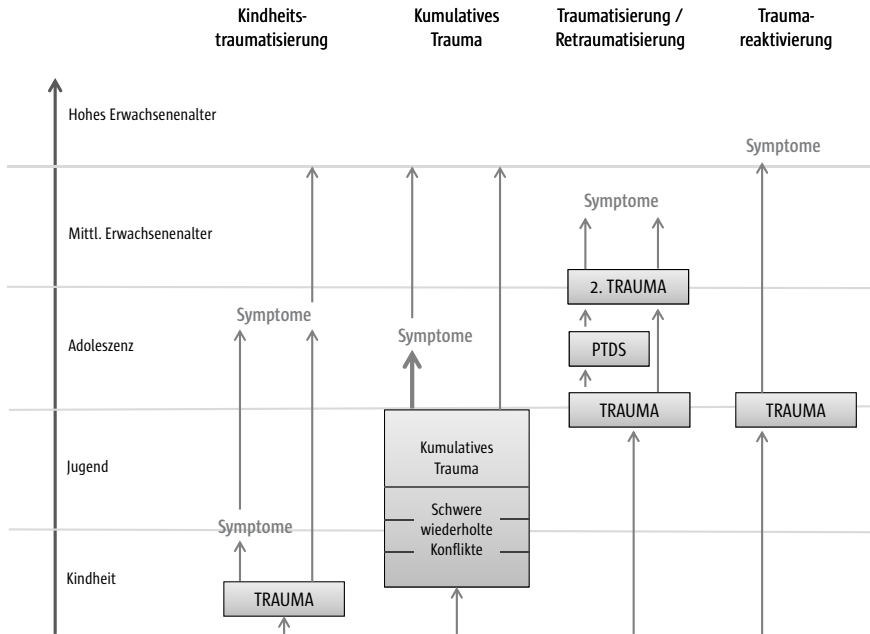 Kindheits-
traumatisierung
Kumulatives
Trauma
Traumatisierung /
Retraumatisierung
Trauma-
reaktivierung
Hohes Erwachsenenalter
Symptome
Mittl. Erwachsenenalter
Symptome
2. TRAUMA
Symptome
Symptome
Adoleszenz
PTDS
TRAUMA
TRAUMA
Kumulatives
Trauma
Jugend
Schwere
wiederholte
Konflikte
Symptome
Kindheit
TRAUMA